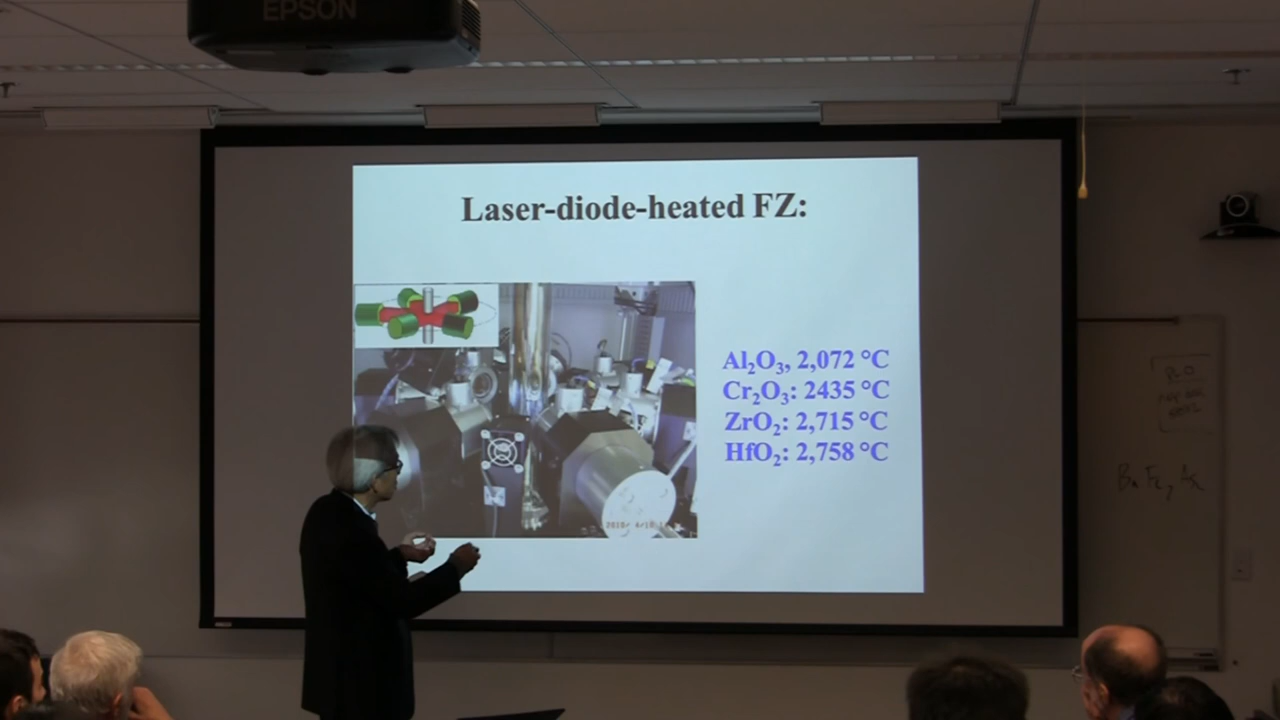 EPSON
Laser-diode-heated FZ:
Al₂O₃, 2,072 °C
Cr₂O₃: 2435 °C
ZrO₂: 2,715 °C
HfO₂: 2,758 °C